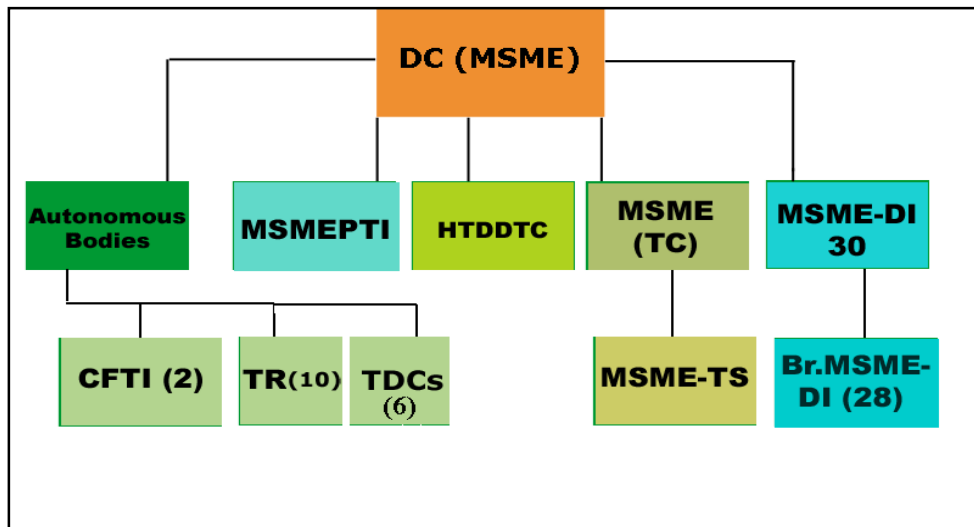 DC (MSME)
Autonomous
Bodies
MSMEPTI
HTDDTC
MSME
(TC)
MSME-DI
30
CFTI (2)
TR(10)
TDCs
(6)
MSME-TS
Br.MSME-
DI (28)